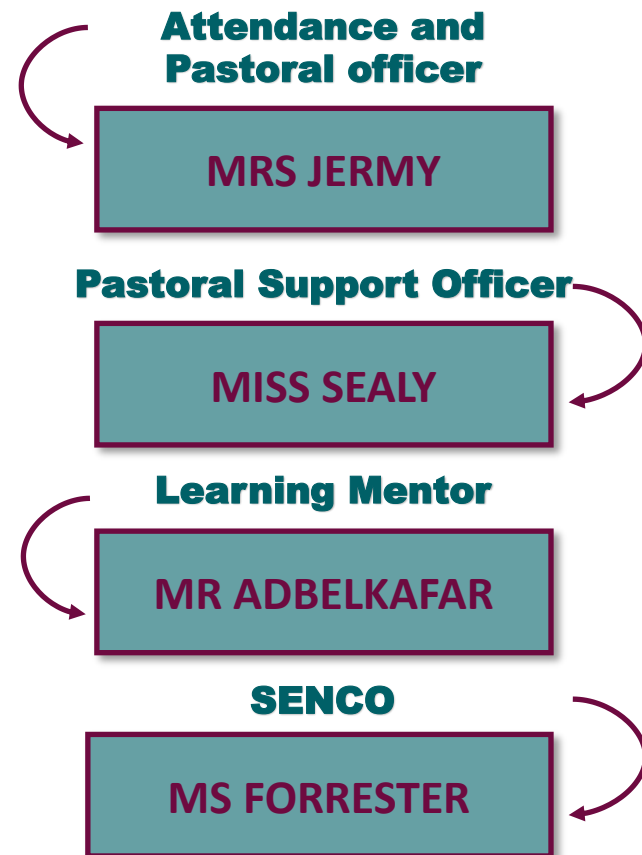 Attendance and
Pastoral officer
MRS JERMY
Pastoral Support Officer
MISS SEALY
Learning Mentor
MR ADBELKAFAR
SENCO
MS FORRESTER